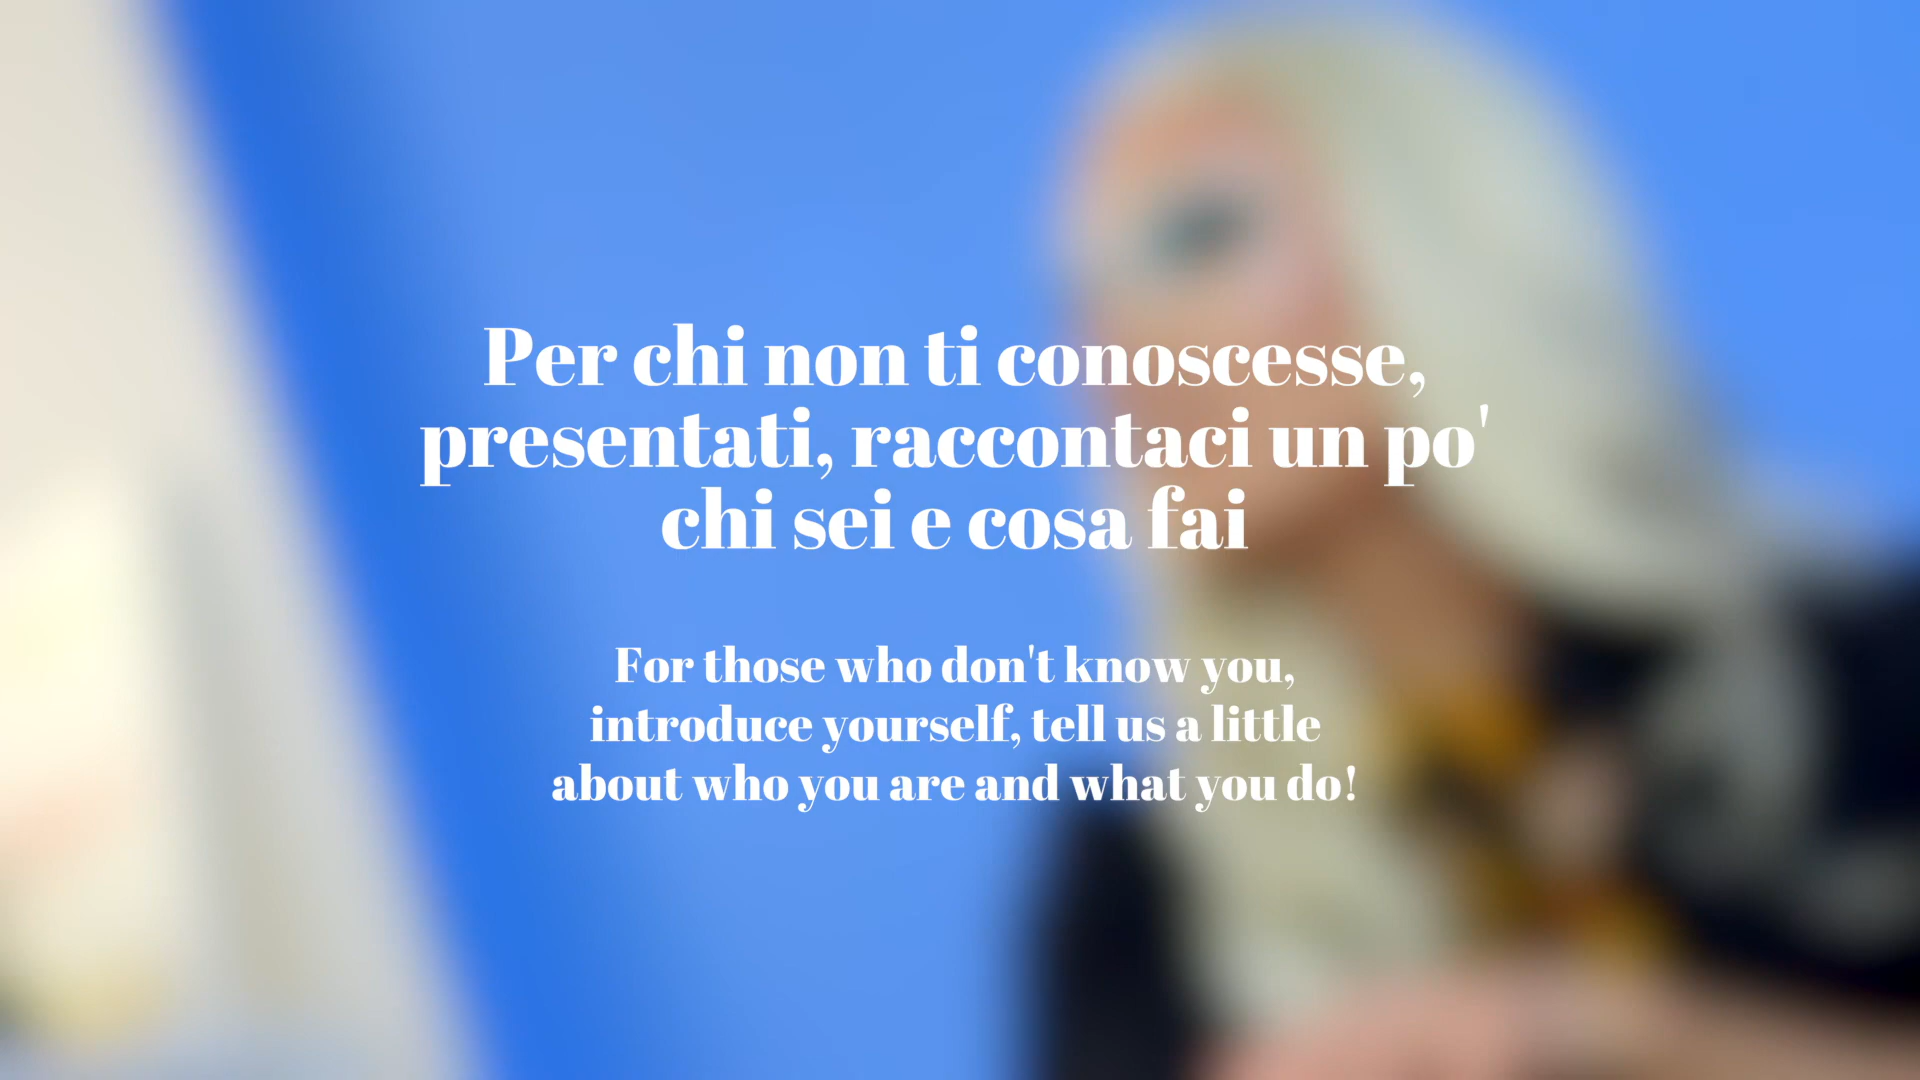 Per chi non ti conoscesse,
presentati, raccontaci un po'
chi sei e cosa fai
For those who don't know you,
introduce yourself, tell us a little
about who you are and what you do!